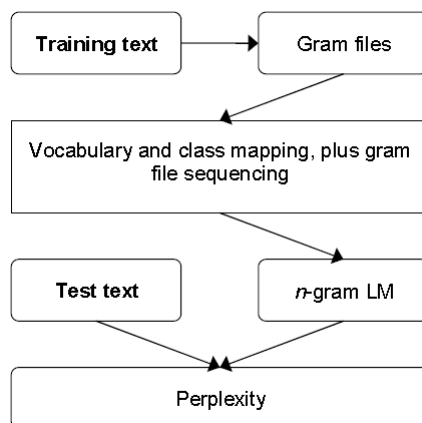 Training text
Gram files
Vocabulary and class mapping, plus gram
file sequencing
Test text
n-gram LM
Perplexity